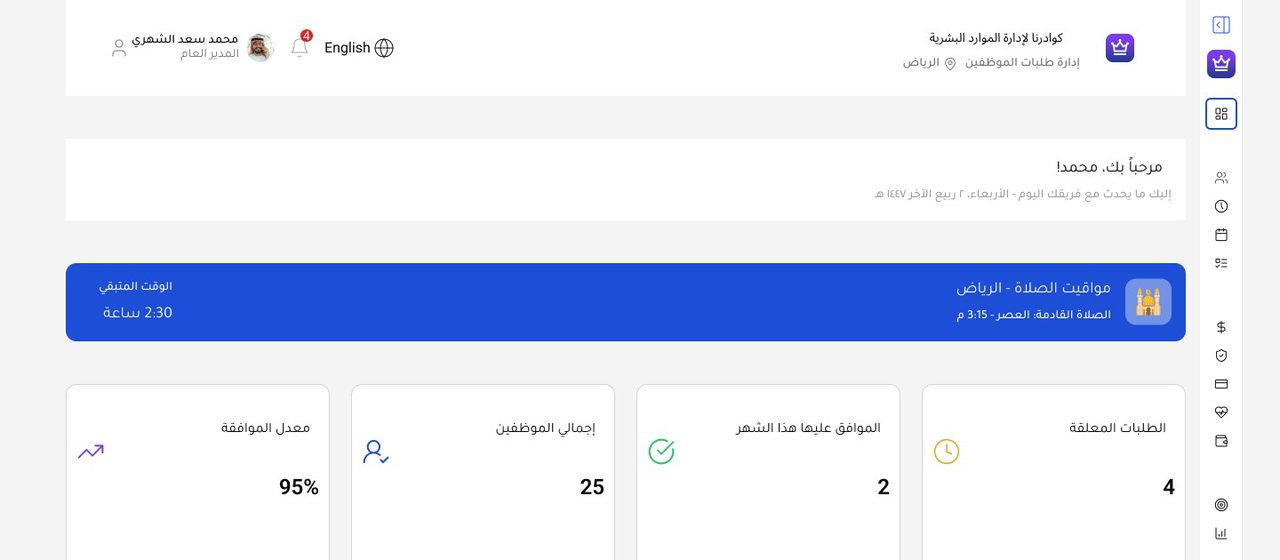 كوادرنا لإدارة الموارد البشرية
إدارة طلبات الموظفين الرياض
English
4
محمد سعد الشهري
المدير العام
مرحباً بك، محمد!
إليك ما يحدث مع فريقك اليوم - الأربعاء، ٢ ربيع الآخر ١٤٤٧ هـ
مواقيت الصلاة - الرياض
الصلاة القادمة: العصر - 3:15 م
الوقت المتبقي
2:30 ساعة
الطلبات المعلقة
4
الموافق عليها هذا الشهر
2
إجمالي الموظفين
25
معدل الموافقة
95%